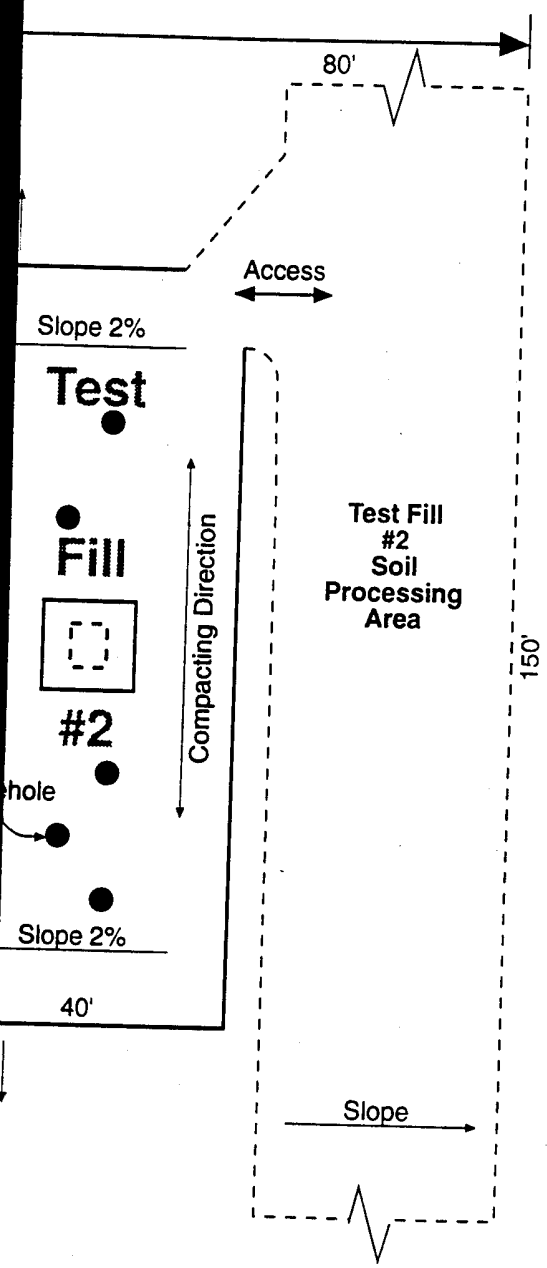 80'
Access
Slope 2%
Test
Fill
#2
Compacting Direction
Test Fill
#2
Soil
Processing
Area
150'
ehole
Slope 2%
40'
Slope